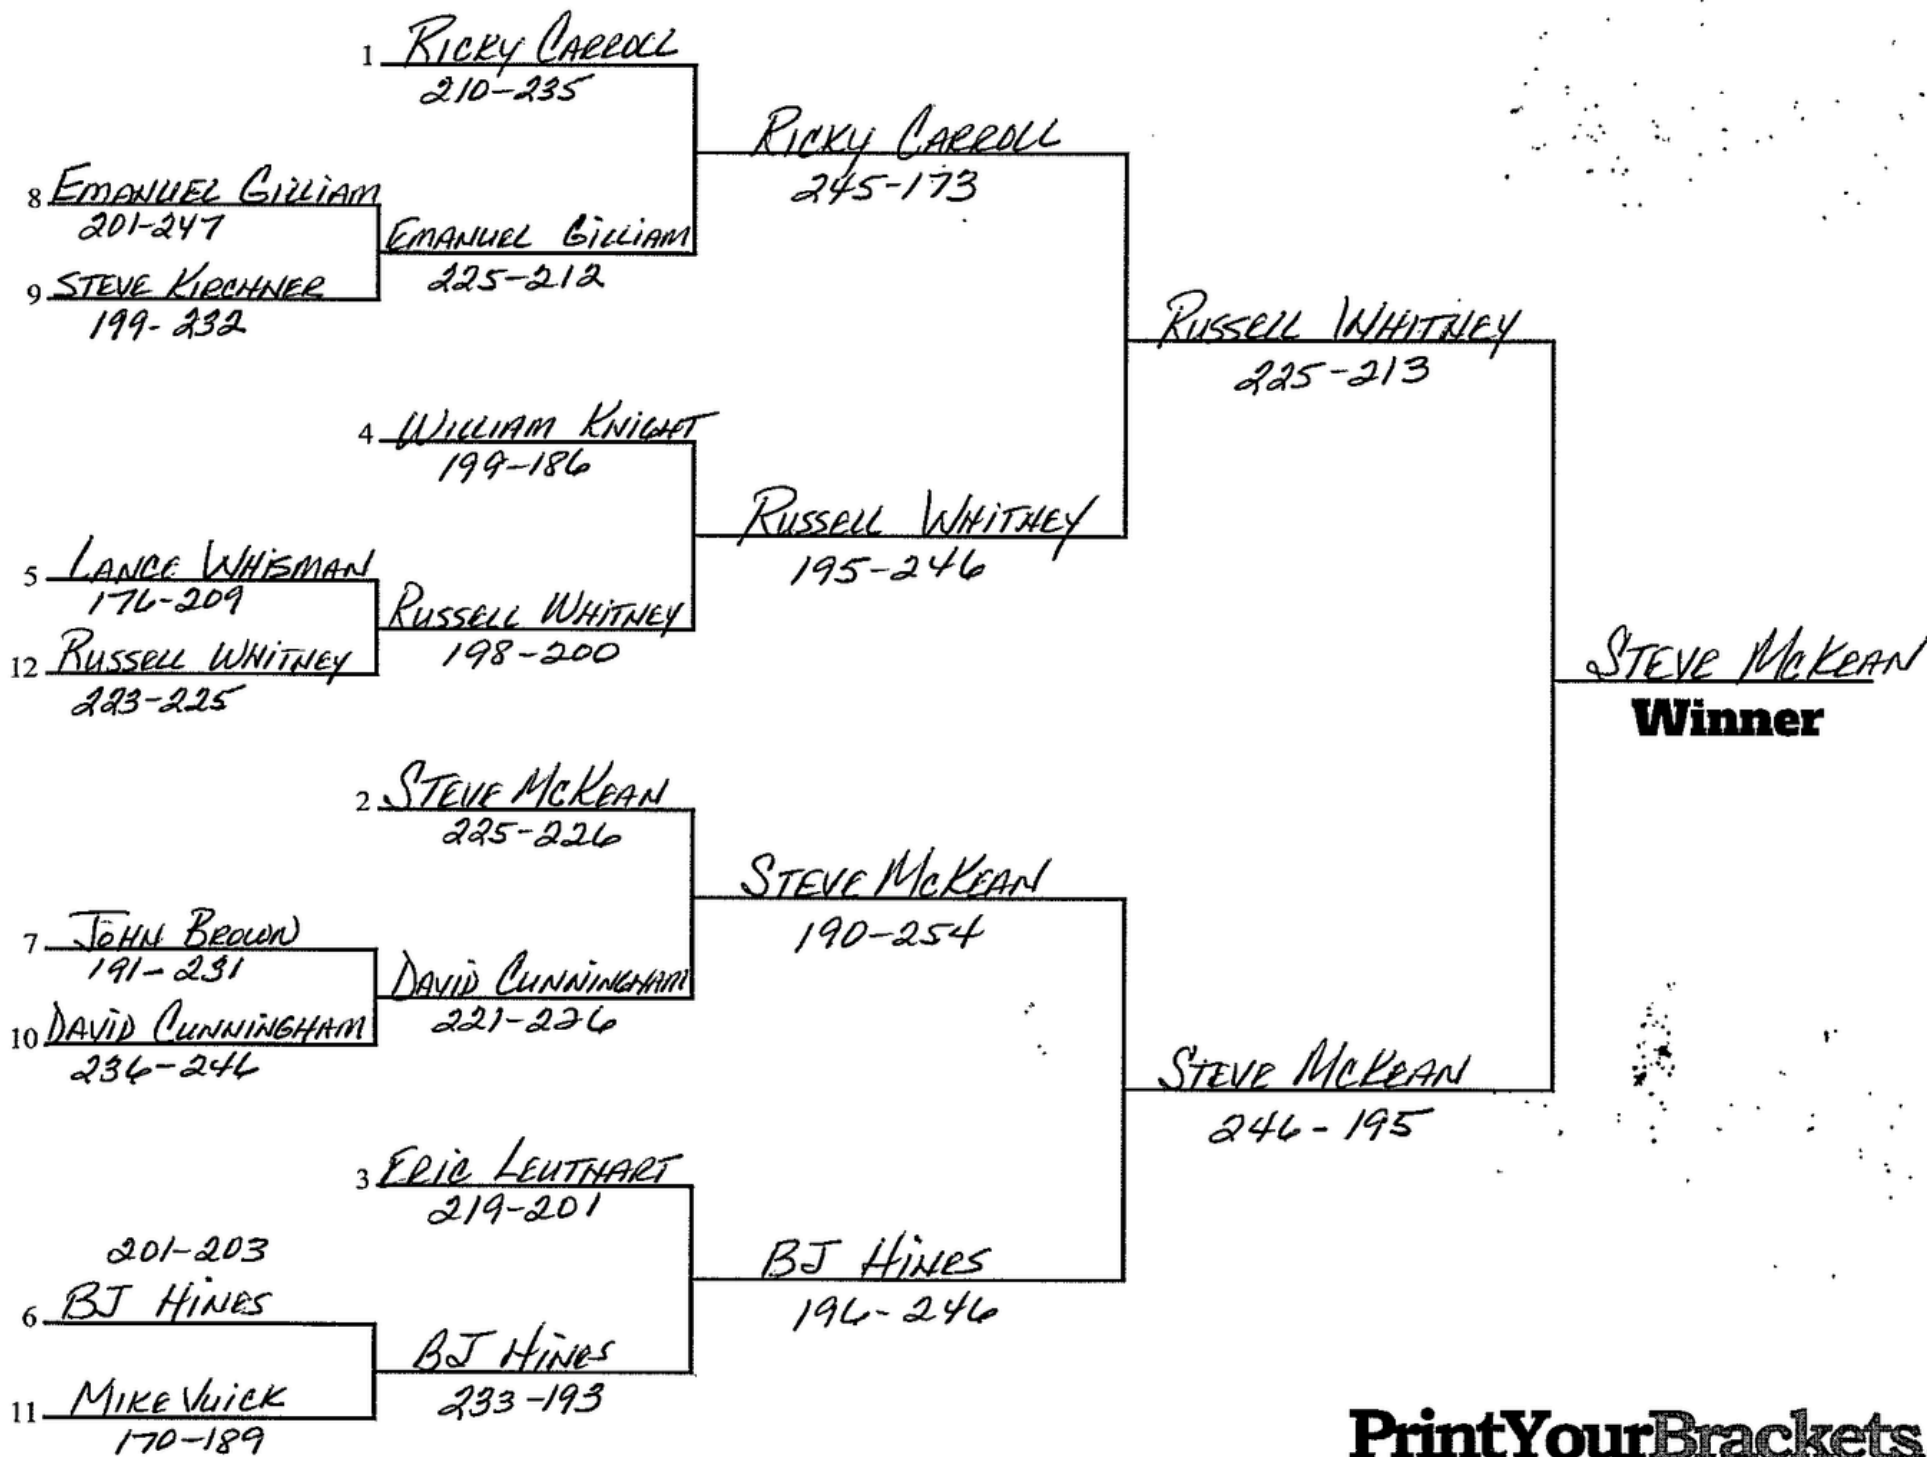 1 RICKY CARROLL
210-235
RICKY CARROLL
245-173
8 EMANUEL GILLIAM
201-247
EMANUEL GILLIAM
225-212
9 STEVE KIRCHNER
199-232
RUSSELL WHITNEY
225-213
4 WILLIAM KNIGHT
199-186
RUSSELL WHITNEY
195-246
5 LANCE WHISMAN
176-209
RUSSELL WHITNEY
198-200
12 RUSSELL WHITNEY
223-225
STEVE McKEAN
Winner
2 STEVE McKEAN
225-226
STEVE McKEAN
190-254
7 JOHN BROWN
191-231
DAVID CUNNINGHAM
221-226
10 DAVID CUNNINGHAM
236-246
STEVE McKEAN
246-195
3 ERIC LEUTHART
219-201
201-203
6 BJ HINES
BJ HINES
196-246
BJ HINES
233-193
11 MIKE VUICK
170-189
PrintYourBrackets